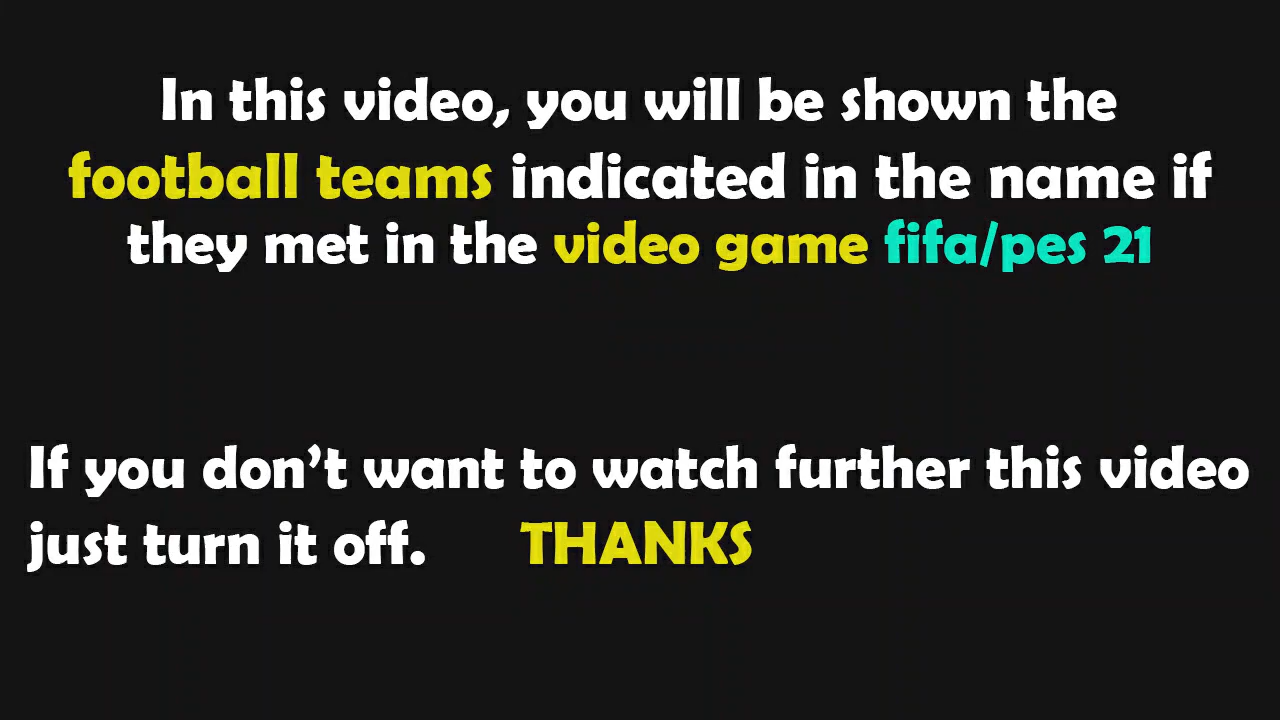 In this video, you will be shown the
football teams indicated in the name if
they met in the video game fifa/pes 21
If you don't want to watch further this video
just turn it off. THANKS